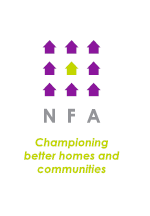 N F A
Championing
better homes and
communities